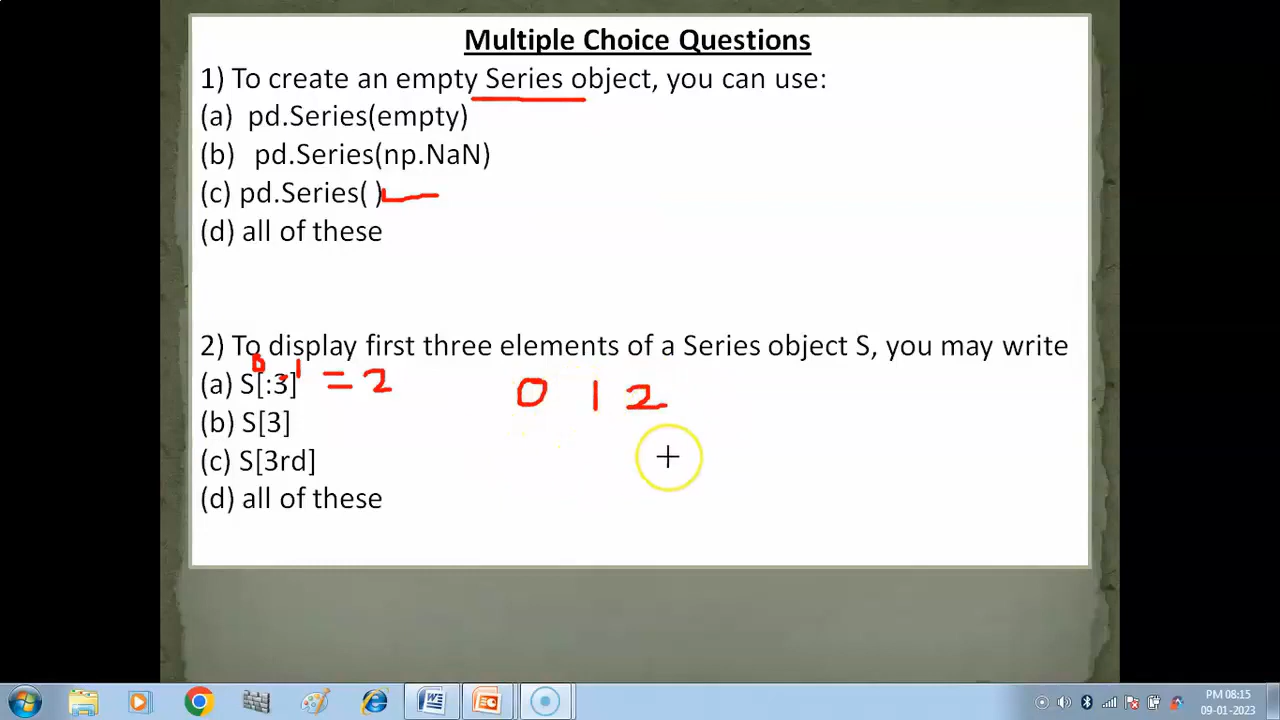 Multiple Choice Questions
1) To create an empty Series object, you can use:
(a) pd.Series(empty)
(b) pd.Series(np.NaN)
(c) pd.Series( )
(d) all of these
2) To display first three elements of a Series object S, you may write
0 -1
(a) S[:3] = 2 0 1 2
(b) S[3]
(c) S[3rd]
(d) all of these
PM 08:15
09-01-2023